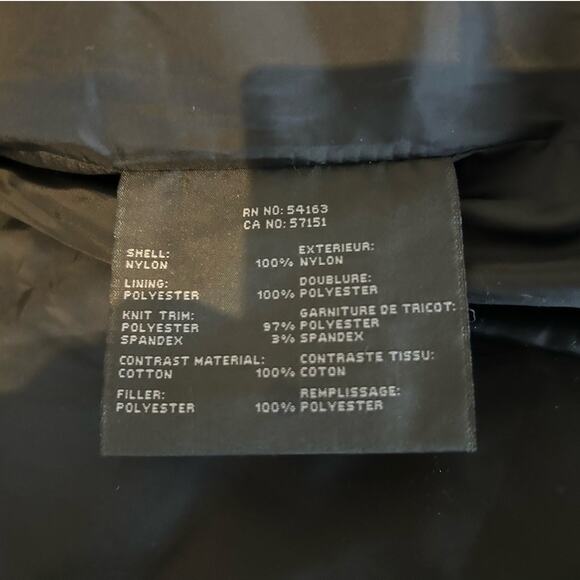 RN NO: 54163
CA NO: 57151
SHELL: EXTERIEUR:
NYLON 100% NYLON
LINING: DOUBLURE:
POLYESTER 100% POLYESTER
KNIT TRIM: GARNITURE DE TRICOT:
POLYESTER 97% POLYESTER
SPANDEX 3% SPANDEX
CONTRAST MATERIAL: CONTRASTE TISSU:
COTTON 100% COTON
FILLER: REMPLISSAGE:
POLYESTER 100% POLYESTER